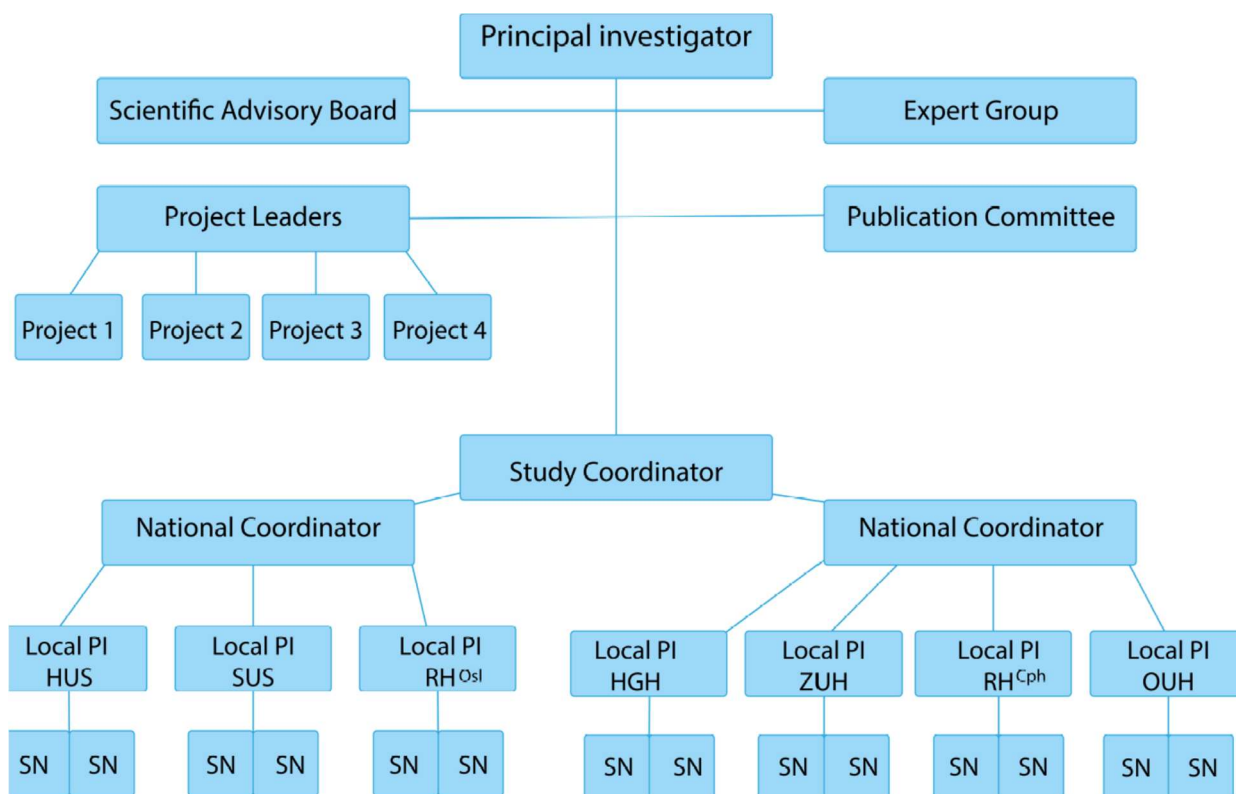 Principal investigator
Scientific Advisory Board
Expert Group
Project Leaders
Publication Committee
Project 1
Project 2
Project 3
Project 4
Study Coordinator
National Coordinator
National Coordinator
Local PI
HUS
Local PI
SUS
Local PI
RH Osl
Local PI
HGH
Local PI
ZUH
Local PI
RH Cph
Local PI
OUH
SN SN
SN SN
SN SN
SN SN
SN SN
SN SN
SN SN